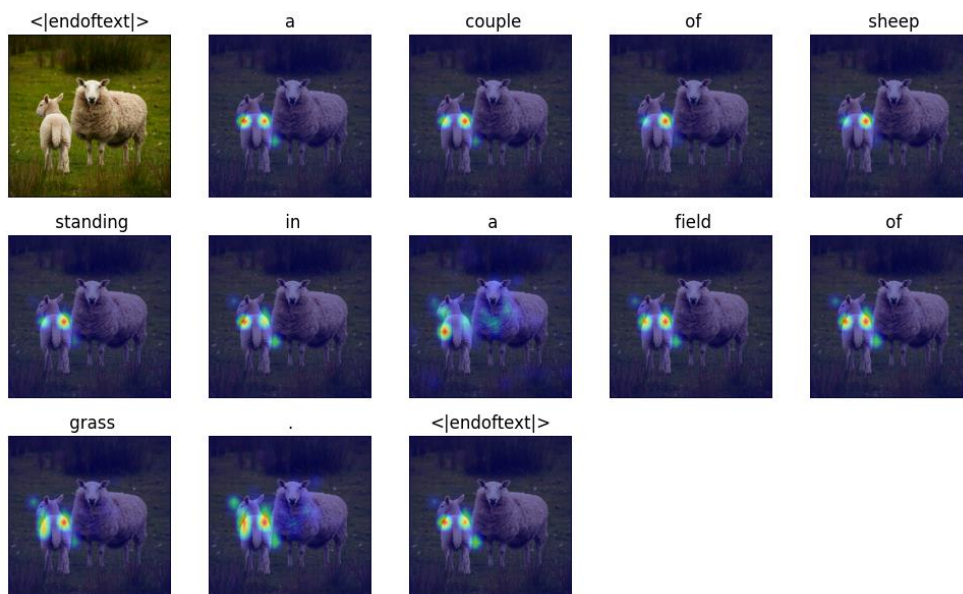 <|endoftext|> a couple of sheep
standing in a field of
grass . <|endoftext|>